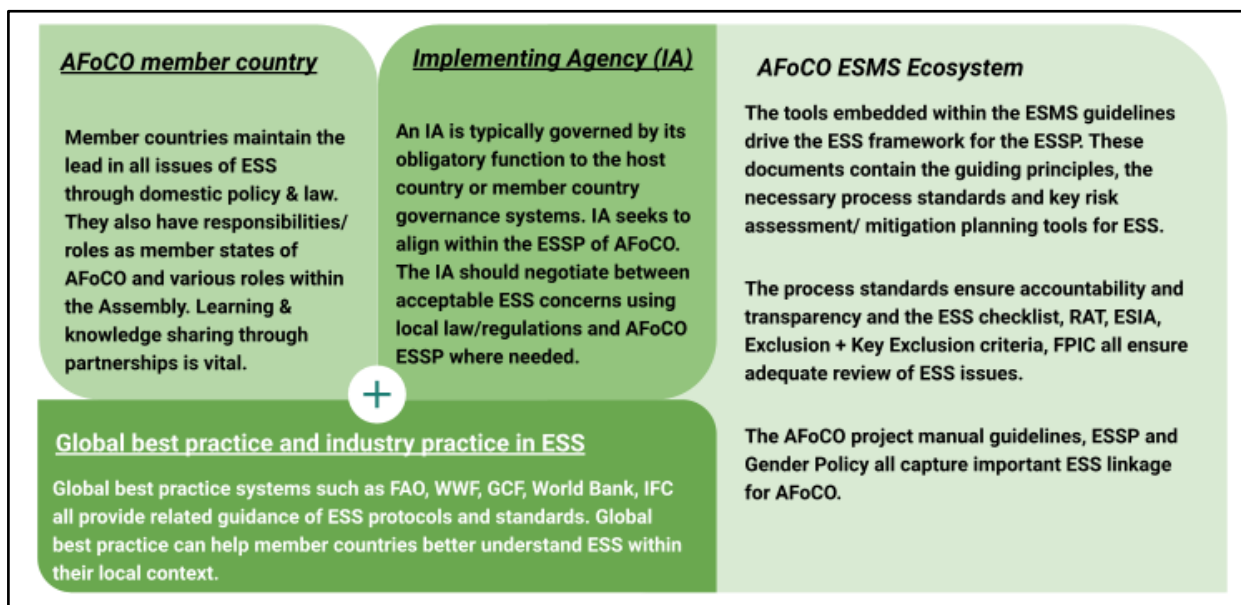 AFoCO member country
Member countries maintain the
lead in all issues of ESS
through domestic policy & law.
They also have responsibilities/
roles as member states of
AFoCO and various roles within
the Assembly. Learning &
knowledge sharing through
partnerships is vital.
Implementing Agency (IA)
An IA is typically governed by its
obligatory function to the host
country or member country
governance systems. IA seeks to
align within the ESSP of AFoCO.
The IA should negotiate between
acceptable ESS concerns using
local law/regulations and AFoCO
ESSP where needed.
AFoCO ESMS Ecosystem
The tools embedded within the ESMS guidelines
drive the ESS framework for the ESSP. These
documents contain the guiding principles, the
necessary process standards and key risk
assessment/ mitigation planning tools for ESS.
The process standards ensure accountability and
transparency and the ESS checklist, RAT, ESIA,
Exclusion + Key Exclusion criteria, FPIC all ensure
adequate review of ESS issues.
The AFoCO project manual guidelines, ESSP and
Gender Policy all capture important ESS linkage
for AFoCO.
+
Global best practice and industry practice in ESS
Global best practice systems such as FAO, WWF, GCF, World Bank, IFC
all provide related guidance of ESS protocols and standards. Global
best practice can help member countries better understand ESS within
their local context.